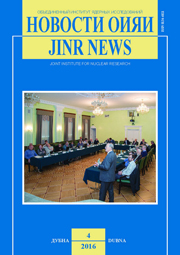 ОБЪЕДИНЕННЫЙ ИНСТИТУТ ЯДЕРНЫХ ИССЛЕДОВАНИЙ
НОВОСТИ ОИЯИ
JINR NEWS
JOINT INSTITUTE FOR NUCLEAR RESEARCH
4
ДУБНА DUBNA
2016